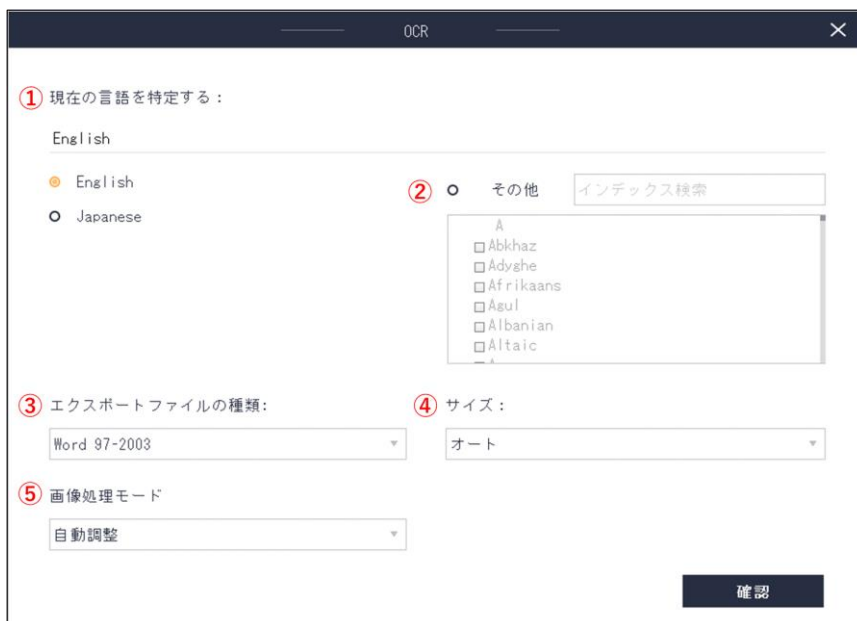 OCR
① 現在の言語を特定する：
English
English
Japanese
② その他 インデックス検索
A
Abkhaz
Adyghe
Afrikaans
Agul
Albanian
Altaic
③ エクスポートファイルの種類:
Word 97-2003
④ サイズ：
オート
⑤ 画像処理モード
自動調整
確認